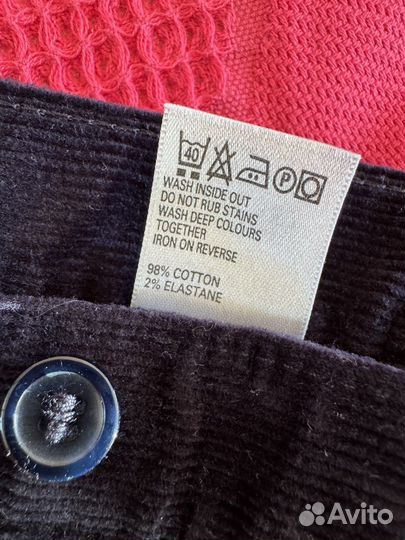 40
P
WASH INSIDE OUT
DO NOT RUB STAINS
WASH DEEP COLOURS
TOGETHER
IRON ON REVERSE
98% COTTON
2% ELASTANE
Avito